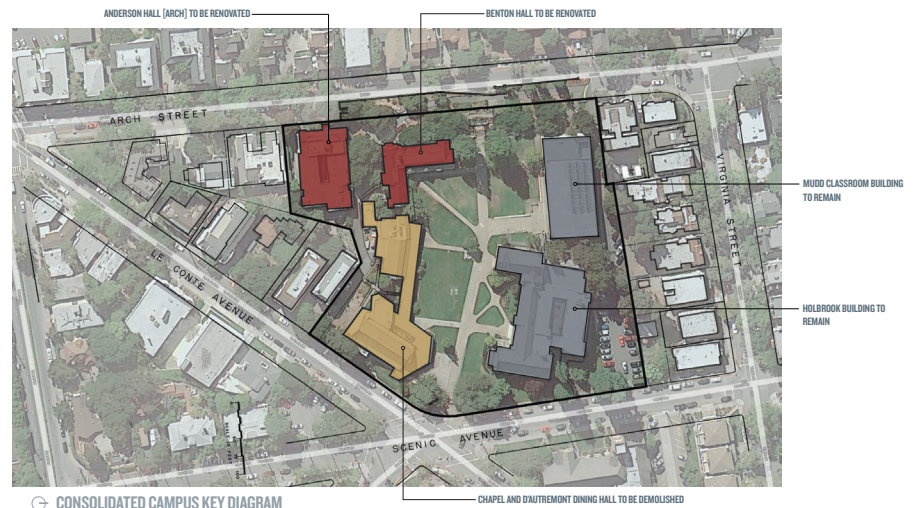 ANDERSON HALL [ARCH] TO BE RENOVATED
BENTON HALL TO BE RENOVATED
ARCH STREET
VIRGINIA STREET
MUDD CLASSROOM BUILDING
TO REMAIN
LE CONTE AVENUE
HOLBROOK BUILDING TO
REMAIN
SCENIC AVENUE
CONSOLIDATED CAMPUS KEY DIAGRAM
CHAPEL AND D'AUTREMONT DINING HALL TO BE DEMOLISHED